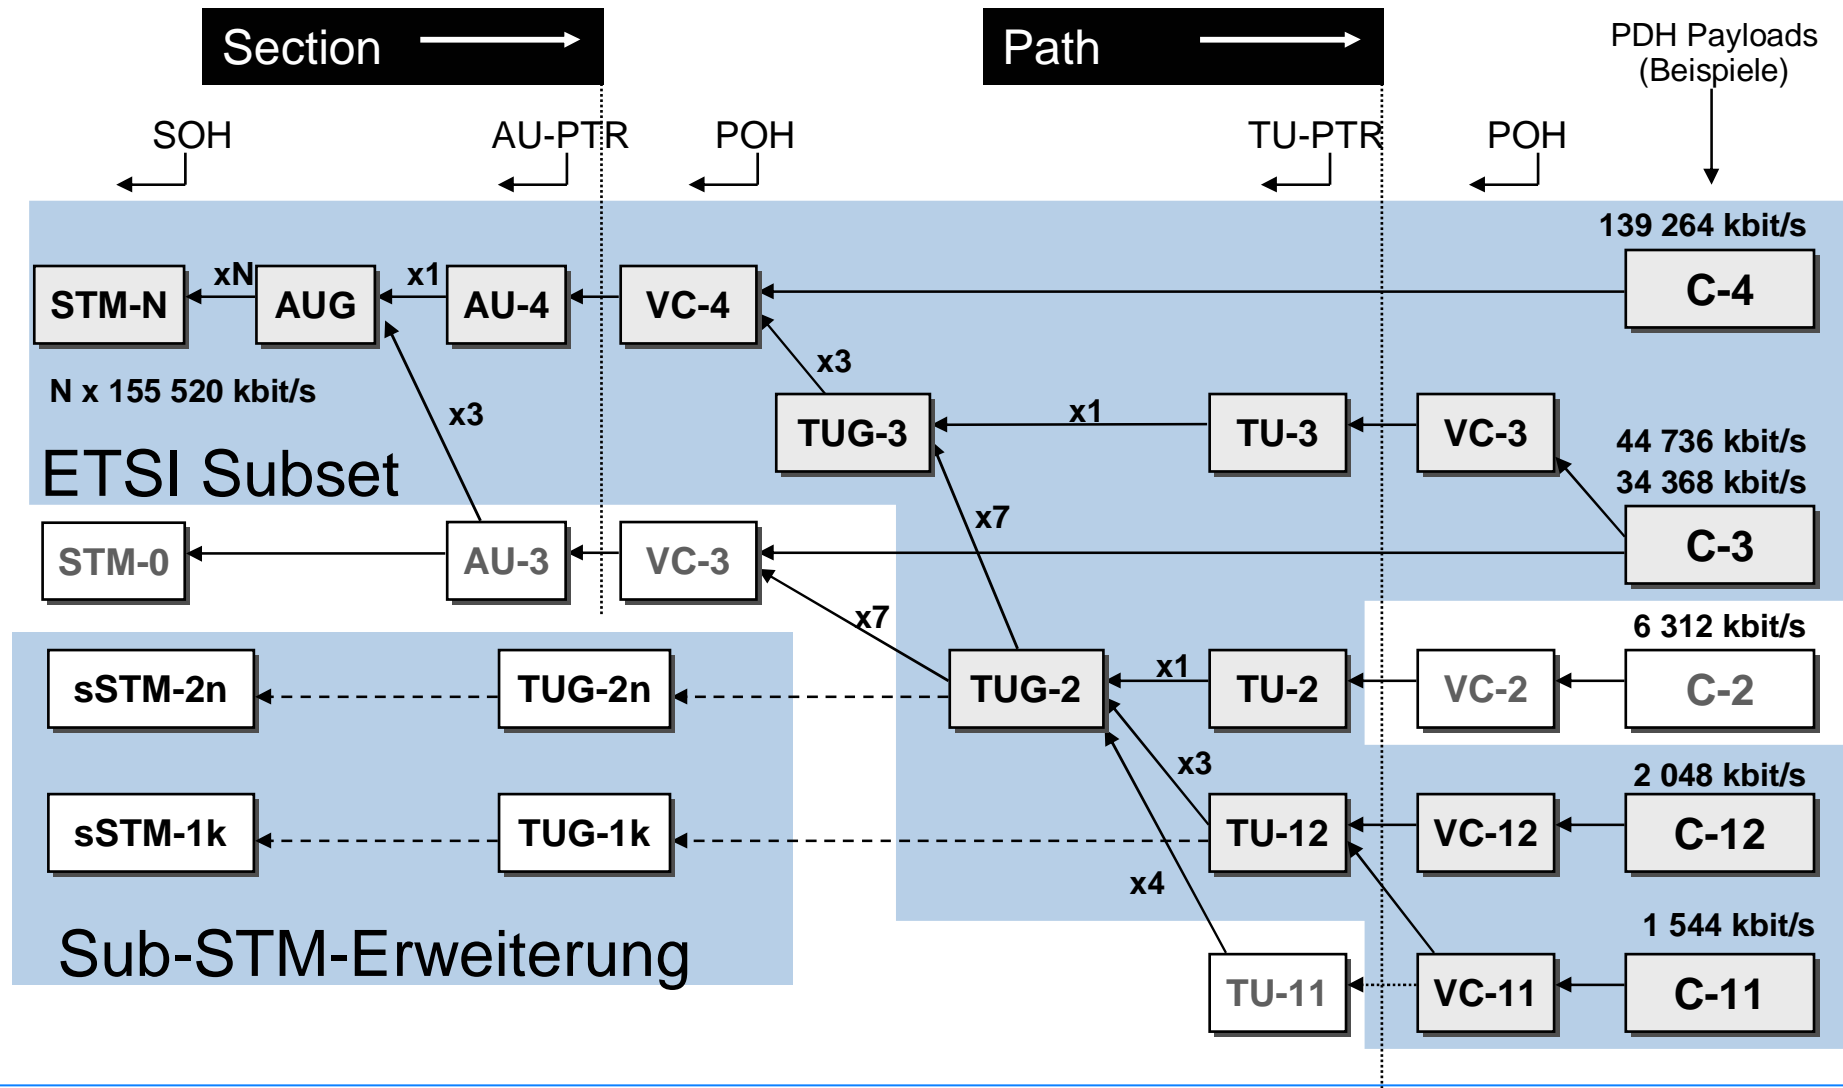 Section
Path
PDH Payloads
(Beispiele)
SOH
AU-PTR
POH
TU-PTR
POH
139 264 kbit/s
STM-N
xN
AUG
x1
AU-4
VC-4
C-4
x3
N x 155 520 kbit/s
x3
TUG-3
x1
TU-3
VC-3
44 736 kbit/s
34 368 kbit/s
ETSI Subset
x7
STM-0
AU-3
VC-3
C-3
x7
6 312 kbit/s
sSTM-2n
TUG-2n
TUG-2
x1
TU-2
VC-2
C-2
x3
2 048 kbit/s
sSTM-1k
TUG-1k
TU-12
VC-12
C-12
x4
1 544 kbit/s
Sub-STM-Erweiterung
TU-11
VC-11
C-11